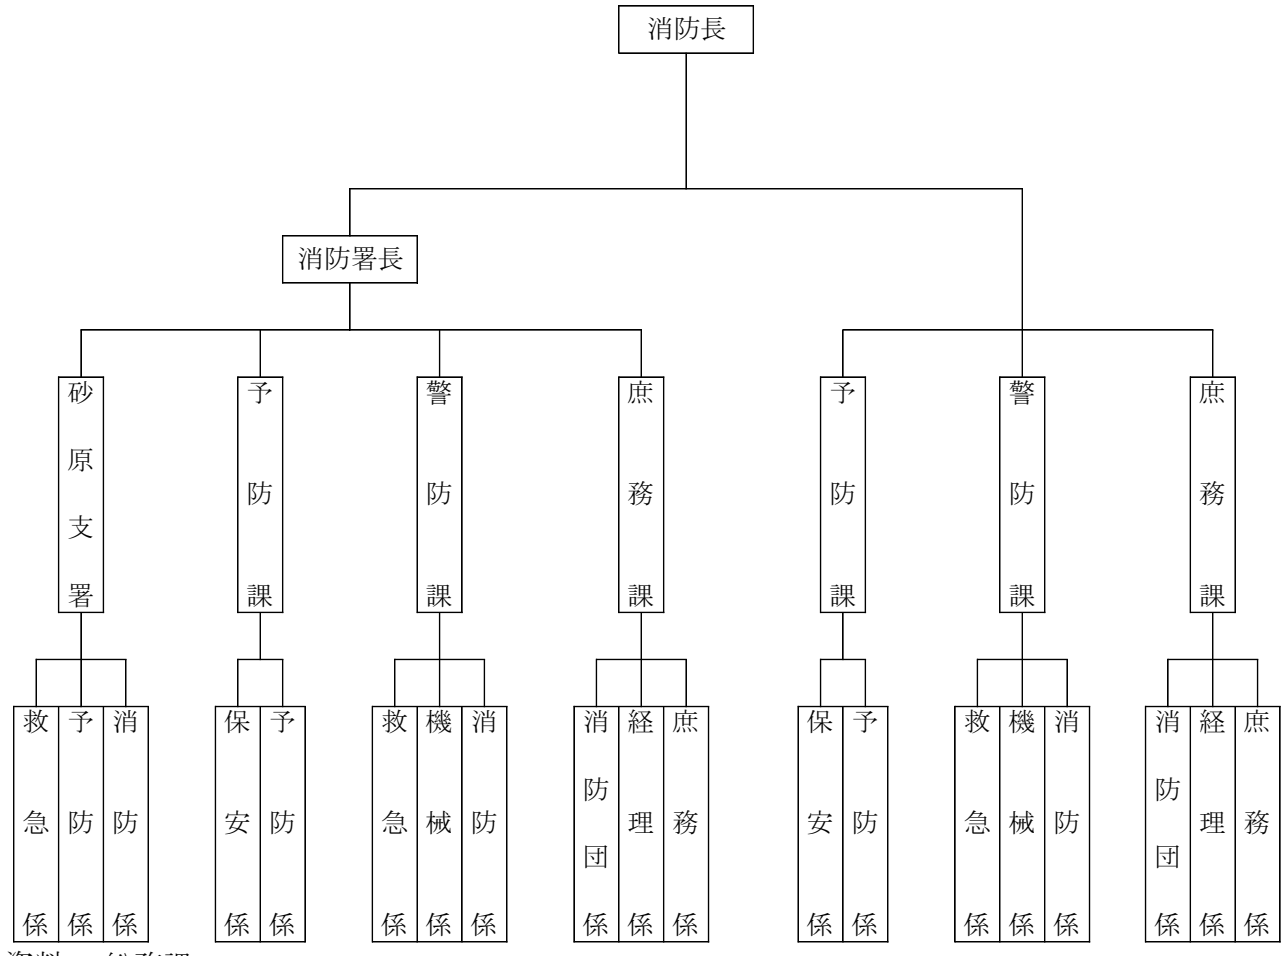 消防長
消防署長
砂原支署
予防課
警防課
庶務課
予防課
警防課
庶務課
救急係
予防係
消防係
保安係
予防係
救急係
機械係
消防係
消防団係
経理係
庶務係
保安係
予防係
救急係
機械係
消防係
消防団係
経理係
庶務係